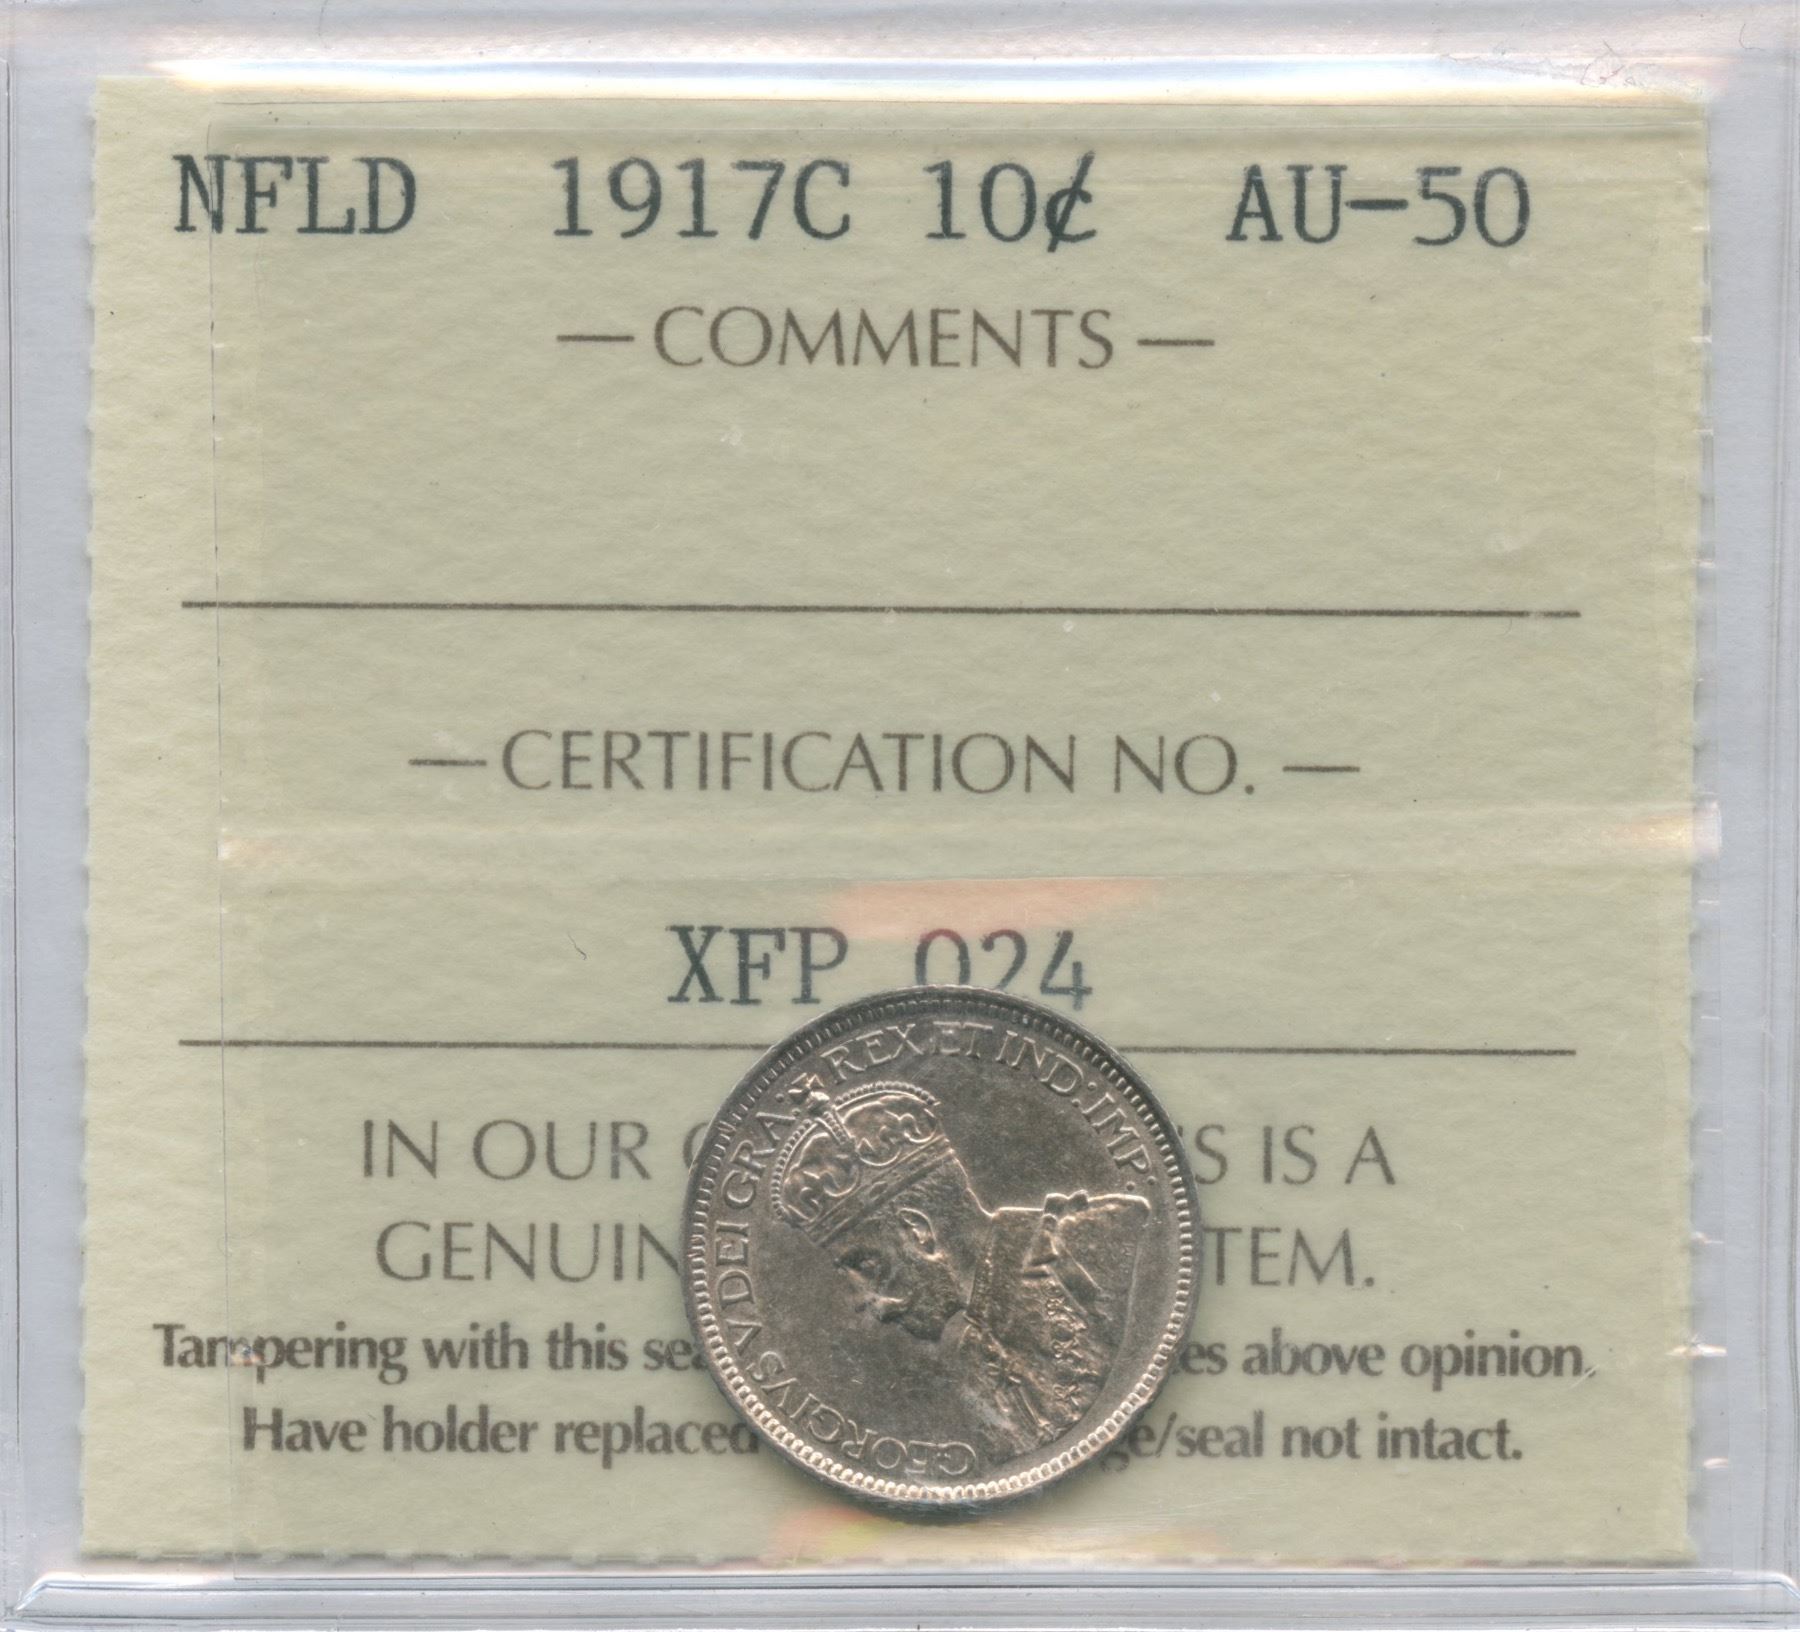 NFLD 1917C 10¢ AU-50
— COMMENTS —
— CERTIFICATION NO. —
XFP 024
IN OUR S IS A
GENUIN TEM.
Tampering with this sea es above opinion.
Have holder replaced ge/seal not intact.
GEORGIVS V DEI GRA: REX ET IND: IMP: